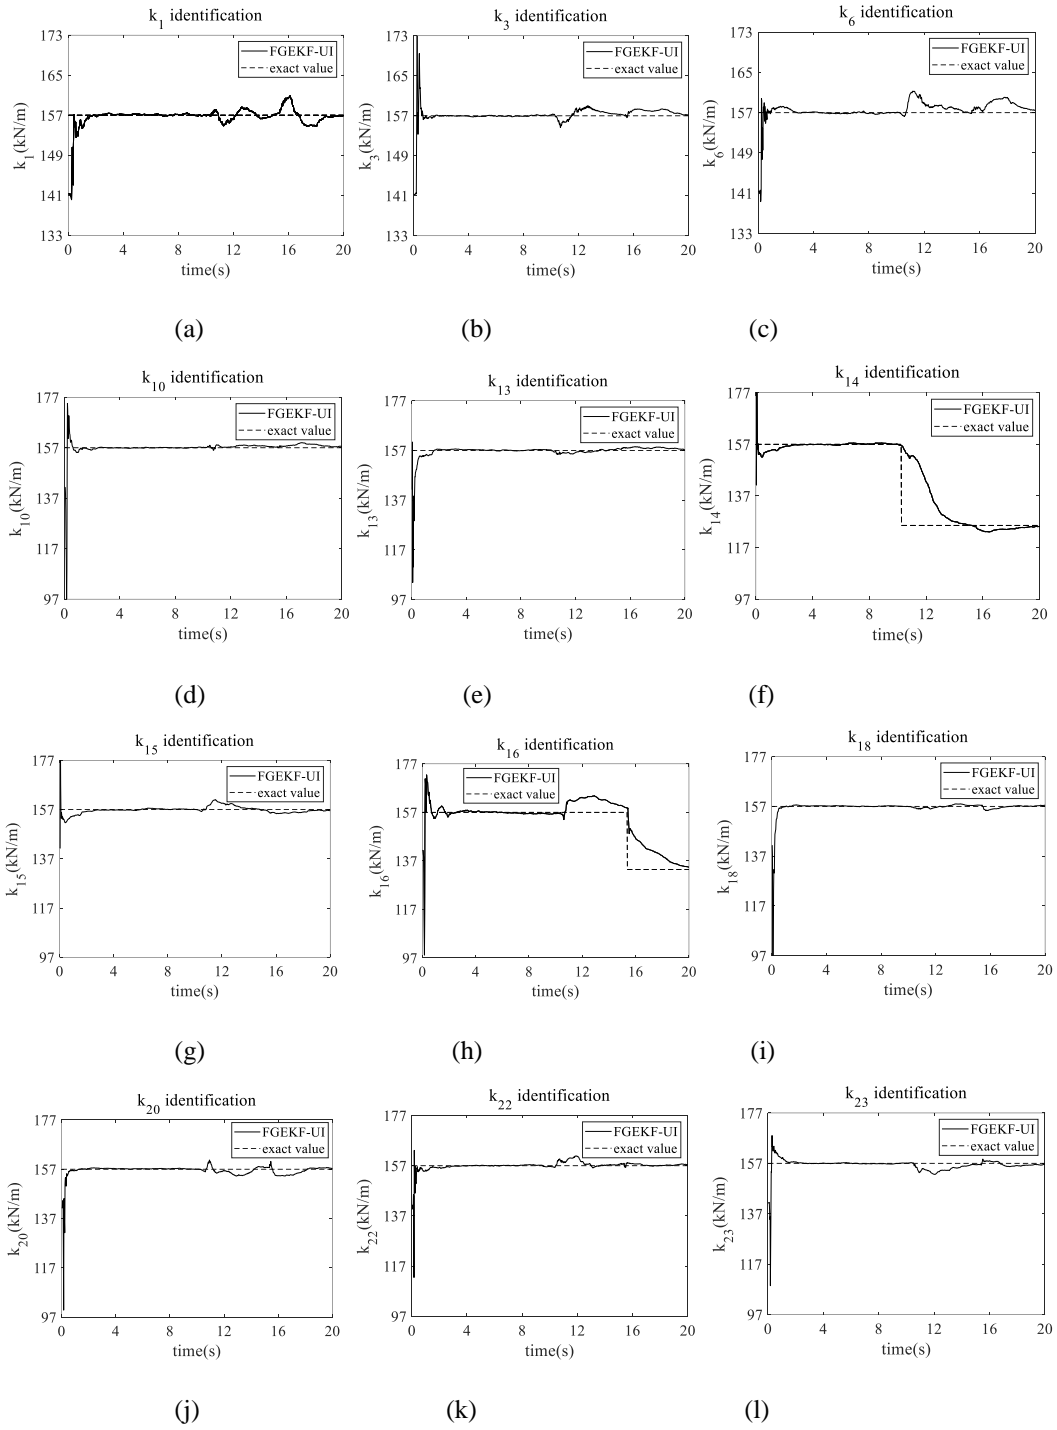 k1 identification
k3 identification
k6 identification
173
165
157
149
141
133
k1(kN/m)
FGEKF-UI
exact value
0 4 8 12 16 20
time(s)
173
165
157
149
141
133
k3(kN/m)
FGEKF-UI
exact value
0 4 8 12 16 20
time(s)
173
165
157
149
141
133
k6(kN/m)
FGEKF-UI
exact value
0 4 8 12 16 20
time(s)
(a)
(b)
(c)
k10 identification
k13 identification
k14 identification
177
157
137
117
97
k10(kN/m)
FGEKF-UI
exact value
0 4 8 12 16 20
time(s)
177
157
137
117
97
k13(kN/m)
FGEKF-UI
exact value
0 4 8 12 16 20
time(s)
177
157
137
117
97
k14(kN/m)
FGEKF-UI
exact value
0 4 8 12 16 20
time(s)
(d)
(e)
(f)
k15 identification
k16 identification
k18 identification
177
157
137
117
97
k15(kN/m)
FGEKF-UI
exact value
0 4 8 12 16 20
time(s)
177
157
137
117
97
k16(kN/m)
FGEKF-UI
exact value
0 4 8 12 16 20
time(s)
177
157
137
117
97
k18(kN/m)
FGEKF-UI
exact value
0 4 8 12 16 20
time(s)
(g)
(h)
(i)
k20 identification
k22 identification
k23 identification
177
157
137
117
97
k20(kN/m)
FGEKF-UI
exact value
0 4 8 12 16 20
time(s)
177
157
137
117
97
k22(kN/m)
FGEKF-UI
exact value
0 4 8 12 16 20
time(s)
177
157
137
117
97
k23(kN/m)
FGEKF-UI
exact value
0 4 8 12 16 20
time(s)
(j)
(k)
(l)